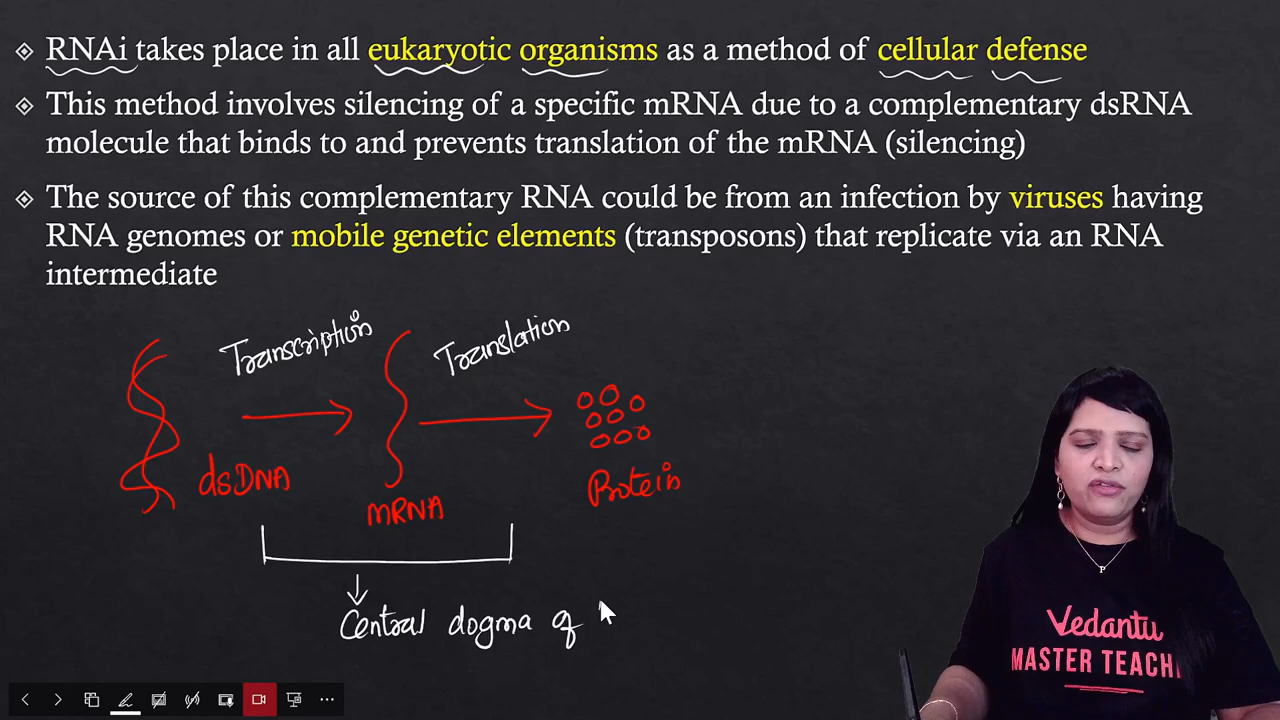 RNAi takes place in all eukaryotic organisms as a method of cellular defense
This method involves silencing of a specific mRNA due to a complementary dsRNA
molecule that binds to and prevents translation of the mRNA (silencing)
The source of this complementary RNA could be from an infection by viruses having
RNA genomes or mobile genetic elements (transposons) that replicate via an RNA
intermediate
Transcription
Translation
dsDNA
mRNA
Protein
Central dogma of
Vedantu
MASTER TEACH